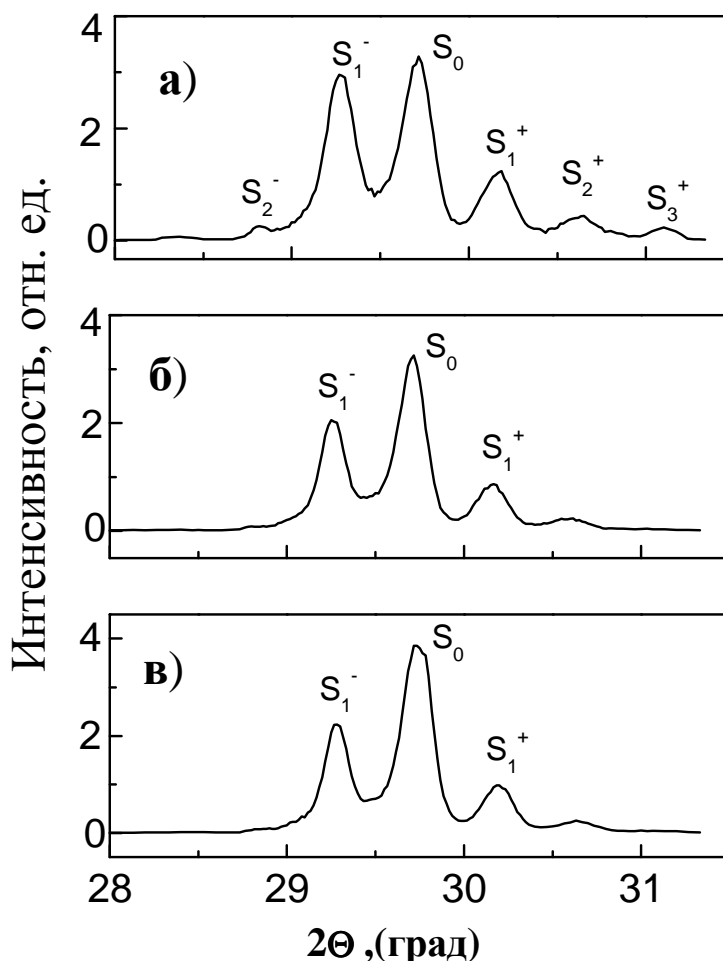 Интенсивность, отн. ед.
4
2
0
а)
S₂⁻
S₁⁻
S₀
S₁⁺
S₂⁺
S₃⁺
4
2
0
б)
S₁⁻
S₀
S₁⁺
4
2
0
в)
S₁⁻
S₀
S₁⁺
28 29 30 31
2Θ ,(град)